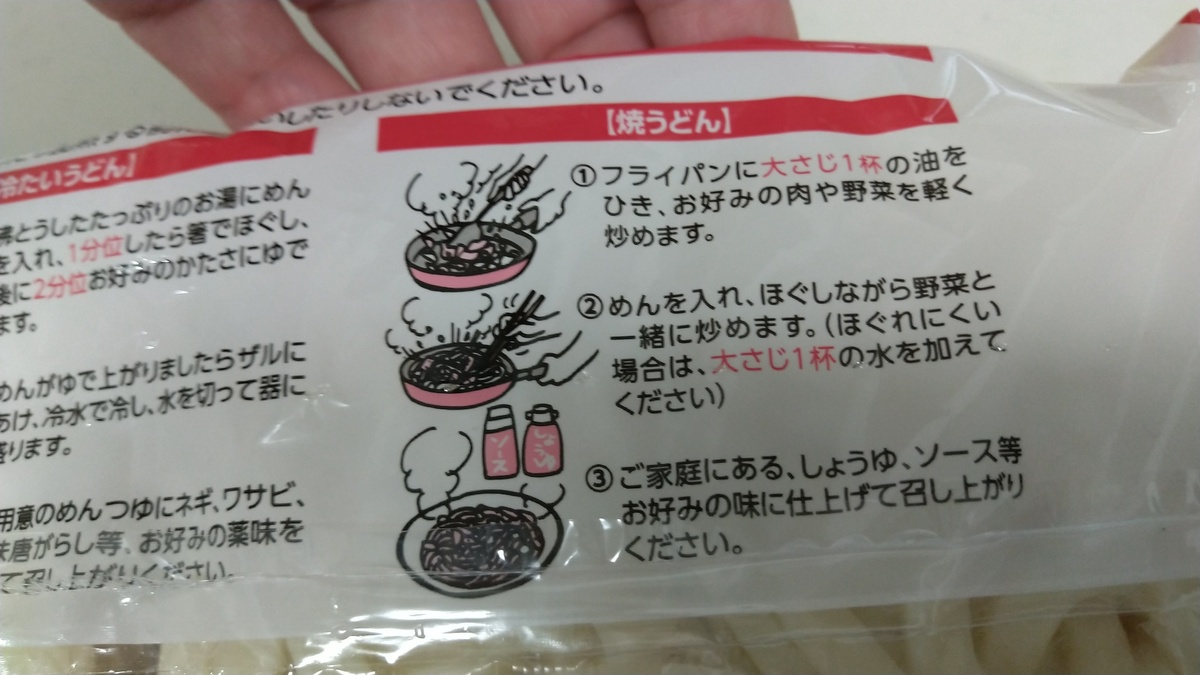 いしたりしないでください。
冷たいうどん】
沸とうしたたっぷりのお湯にめん
を入れ、1分位したら箸でほぐし、
後に2分位お好みのかたさにゆで
ます。
めんがゆで上がりましたらザルに
あけ、冷水で冷し、水を切って器に
盛ります。
用意のめんつゆにネギ、ワサビ、
味唐がらし等、お好みの薬味を
て召し上がりください。
【焼うどん】
①フライパンに大さじ1杯の油を
ひき、お好みの肉や野菜を軽く
炒めます。
②めんを入れ、ほぐしながら野菜と
一緒に炒めます。(ほぐれにくい
場合は、大さじ1杯の水を加えて
ください)
ソース
しょうゆ
③ご家庭にある、しょうゆ、ソース等
お好みの味に仕上げて召し上がり
ください。